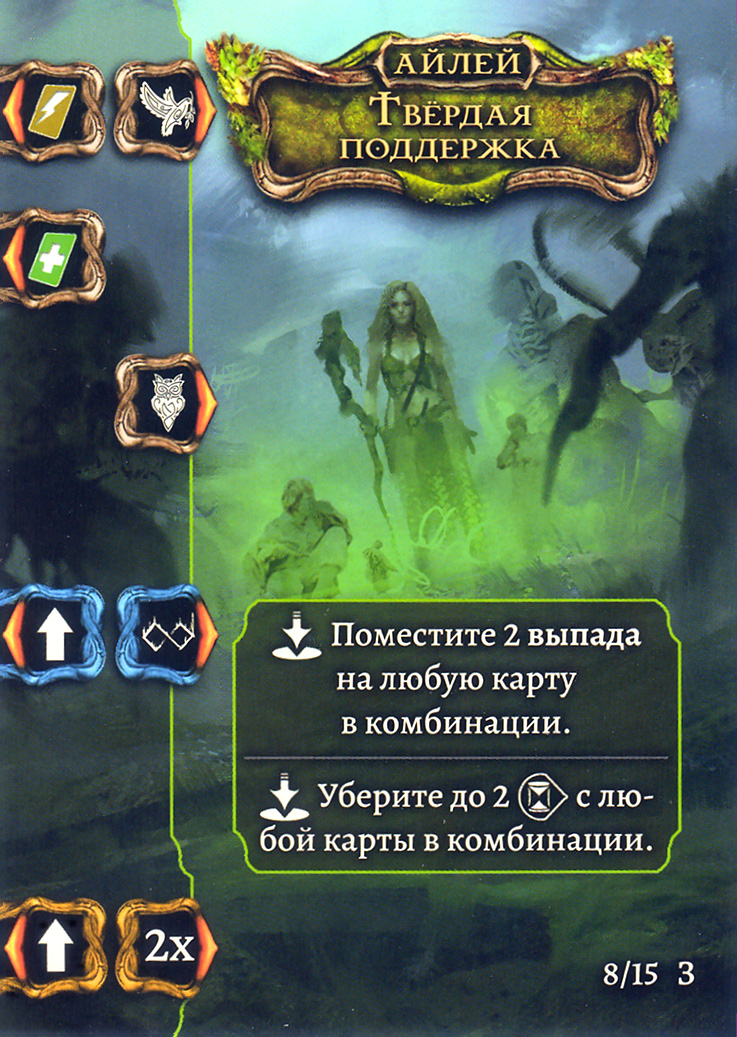 АЙЛЕЙ
ТВЁРДАЯ
ПОДДЕРЖКА
Поместите 2 выпада
на любую карту
в комбинации.
Уберите до 2 с лю-
бой карты в комбинации.
2x
8/15 3